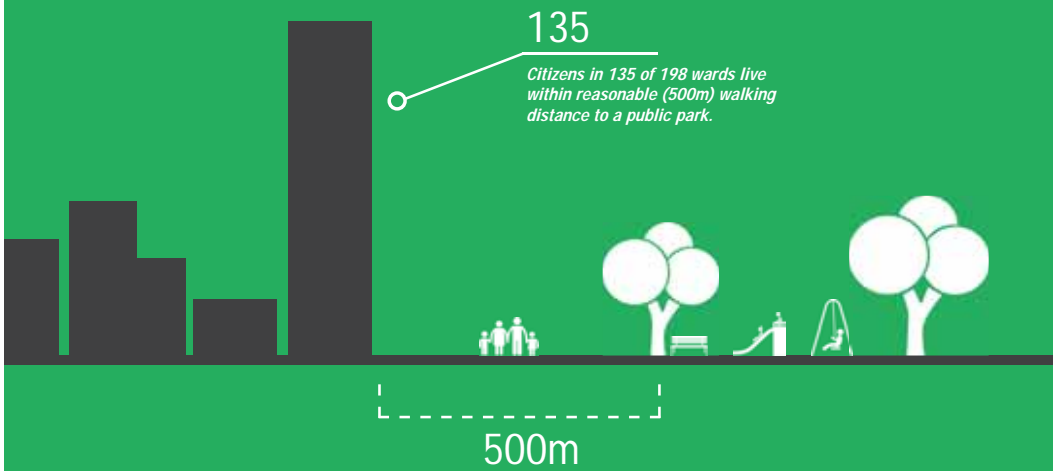 135
Citizens in 135 of 198 wards live
within reasonable (500m) walking
distance to a public park.
500m